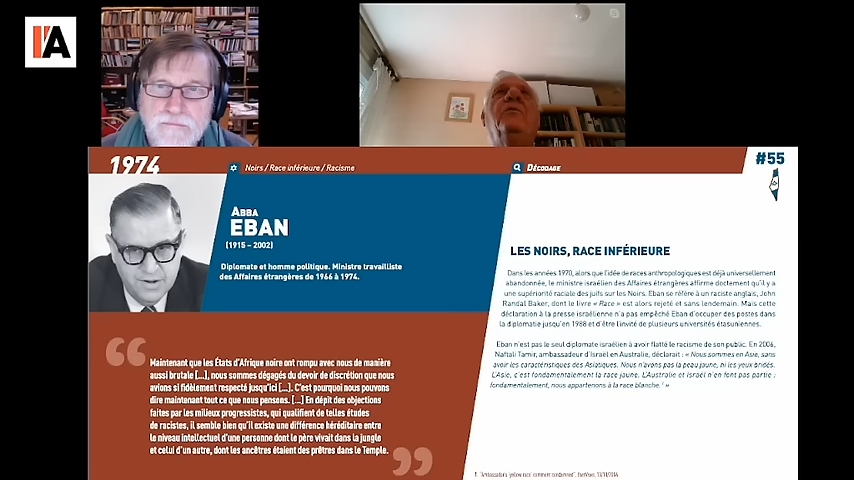 I'A
1974
Noirs / Race inférieure / Racisme
DÉCODAGE
#55
ABBA
EBAN
(1915 – 2002)
Diplomate et homme politique. Ministre travailliste
des Affaires étrangères de 1966 à 1974.
LES NOIRS, RACE INFÉRIEURE
Dans les années 1970, alors que l'idée de races anthropologiques est déjà universellement
abandonnée, le ministre israélien des Affaires étrangères affirme doctement qu'il y a
une supériorité raciale des juifs sur les Noirs. Eban se réfère à un raciste anglais, John
Randal Baker, dont le livre « Race » est alors rejeté et sans lendemain. Mais cette
déclaration à la presse israélienne n'a pas empêché Eban d'occuper des postes dans
la diplomatie jusqu'en 1988 et d'être l'invité de plusieurs universités étasuniennes.
Eban n'est pas le seul diplomate israélien à avoir flatté le racisme de son public. En 2006,
Naftali Tamir, ambassadeur d'Israël en Australie, déclarait : « Nous sommes en Asie, sans
avoir les caractéristiques des Asiatiques. Nous n'avons pas la peau jaune, ni les yeux bridés.
L'Asie, c'est fondamentalement la race jaune. L'Australie et Israël n'en font pas partie ;
fondamentalement, nous appartenons à la race blanche. 1 »
“
Maintenant que les États d'Afrique noire ont rompu avec nous de manière
aussi brutale [...], nous sommes dégagés du devoir de discrétion que nous
avions si fidèlement respecté jusqu'ici [...]. C'est pourquoi nous pouvons
dire maintenant tout ce que nous pensons. [...] En dépit des objections
faites par les milieux progressistes, qui qualifient de telles études
de racistes, il semble bien qu'il existe une différence héréditaire entre
le niveau intellectuel d'une personne dont le père vivait dans la jungle
et celui d'un autre, dont les ancêtres étaient des prêtres dans le Temple.
”
1. "Ambassador's 'yellow race' comment condemned",